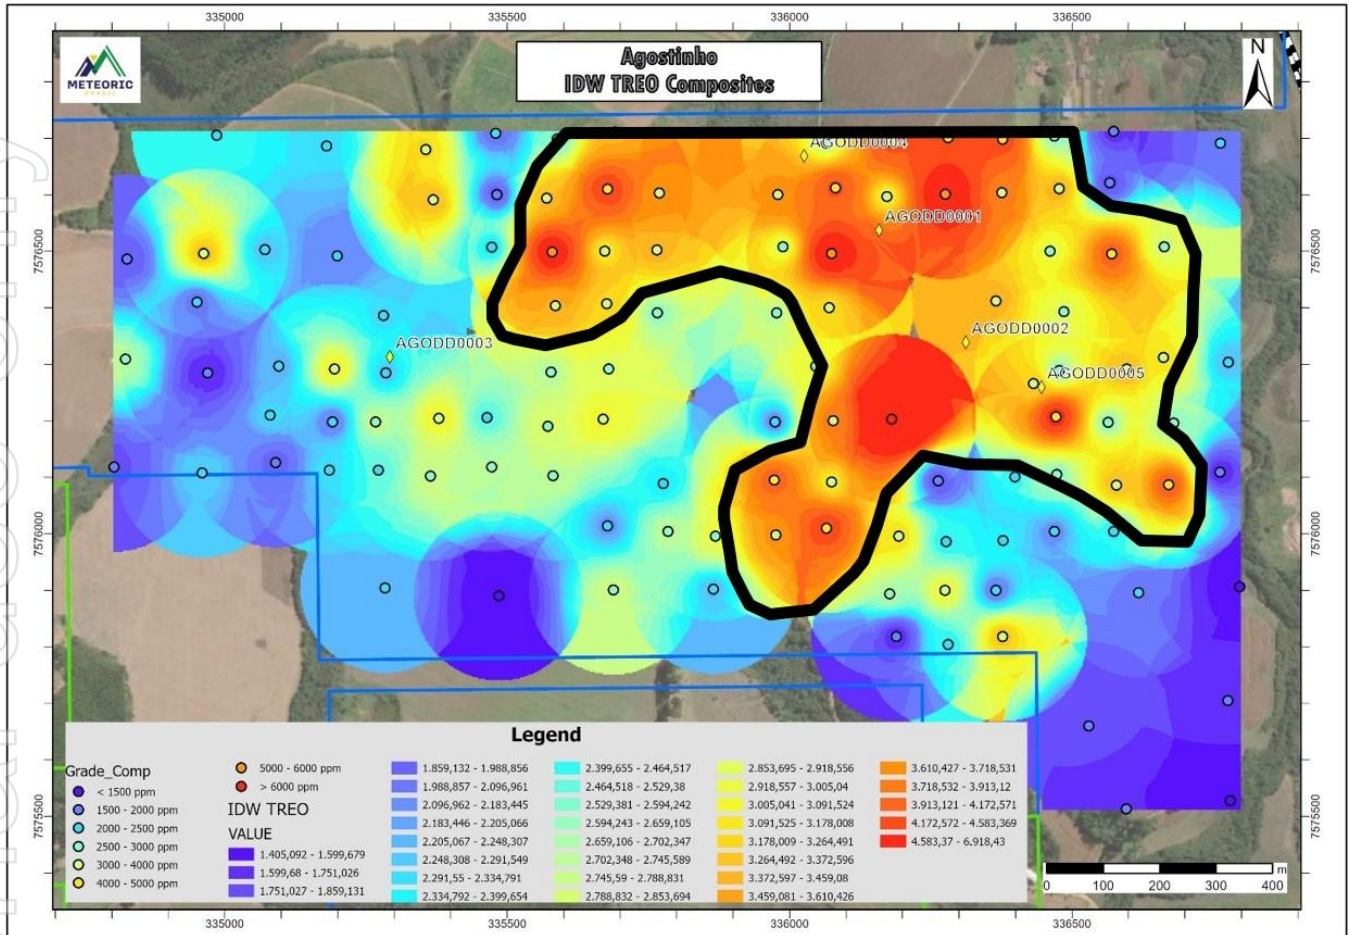 335000 335500 336000 336500
METEORIC
BRASIL
Agostinho
IDW TREO Composites
N
AGODD0004
AGODD0001
7576500 7576500
AGODD0002
AGODD0003
AGODD0005
7576000 7576000
Legend
Grade_Comp
< 1500 ppm
1500 - 2000 ppm
2000 - 2500 ppm
2500 - 3000 ppm
3000 - 4000 ppm
4000 - 5000 ppm
5000 - 6000 ppm
> 6000 ppm
IDW TREO
VALUE
1.405,092 - 1.599,679
1.599,68 - 1.751,026
1.751,027 - 1.859,131
1.859,132 - 1.988,856
1.988,857 - 2.096,961
2.096,962 - 2.183,445
2.183,446 - 2.205,066
2.205,067 - 2.248,307
2.248,308 - 2.291,549
2.291,55 - 2.334,791
2.334,792 - 2.399,654
2.399,655 - 2.464,517
2.464,518 - 2.529,38
2.529,381 - 2.594,242
2.594,243 - 2.659,105
2.659,106 - 2.702,347
2.702,348 - 2.745,589
2.745,59 - 2.788,831
2.788,832 - 2.853,694
2.853,695 - 2.918,556
2.918,557 - 3.005,04
3.005,041 - 3.091,524
3.091,525 - 3.178,008
3.178,009 - 3.264,491
3.264,492 - 3.372,596
3.372,597 - 3.459,08
3.459,081 - 3.610,426
3.610,427 - 3.718,531
3.718,532 - 3.913,12
3.913,121 - 4.172,571
4.172,572 - 4.583,369
4.583,37 - 6.918,43
7575500 7575500
0 100 200 300 400 m
335000 335500 336000 336500